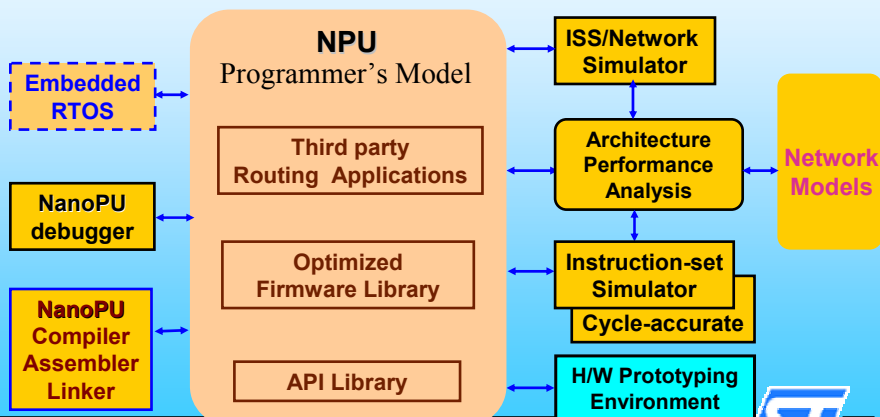 NPU
Programmer's Model
Embedded
RTOS
NanoPU
debugger
NanoPU
Compiler
Assembler
Linker
Third party
Routing Applications
Optimized
Firmware Library
API Library
ISS/Network
Simulator
Architecture
Performance
Analysis
Network
Models
Instruction-set
Simulator
Cycle-accurate
H/W Prototyping
Environment